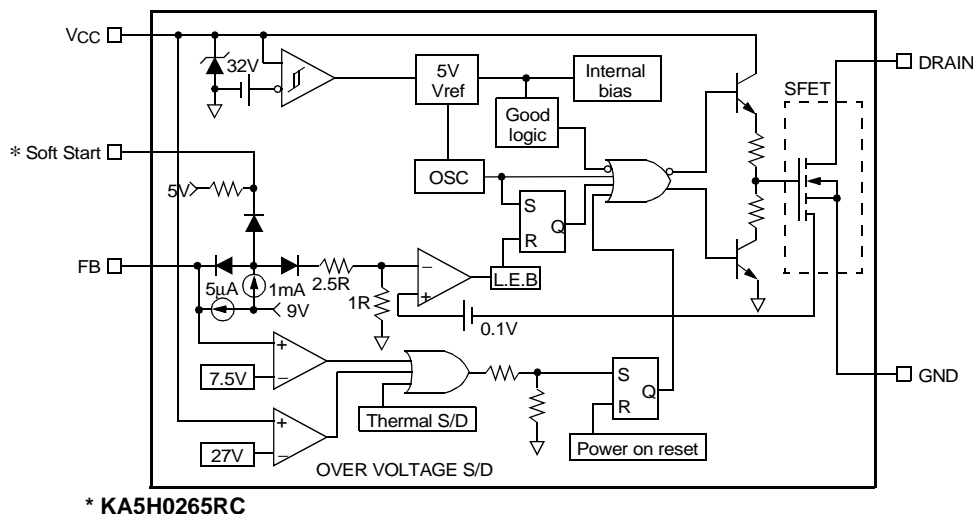 VCC
32V
5V
Vref
Internal
bias
DRAIN
SFET
Good
logic
* Soft Start
5V
OSC
S
R
Q
FB
5μA
1mA
9V
2.5R
1R
−
+
L.E.B
0.1V
+
−
7.5V
S
R
Q
GND
Thermal S/D
+
−
27V
Power on reset
OVER VOLTAGE S/D
* KA5H0265RC